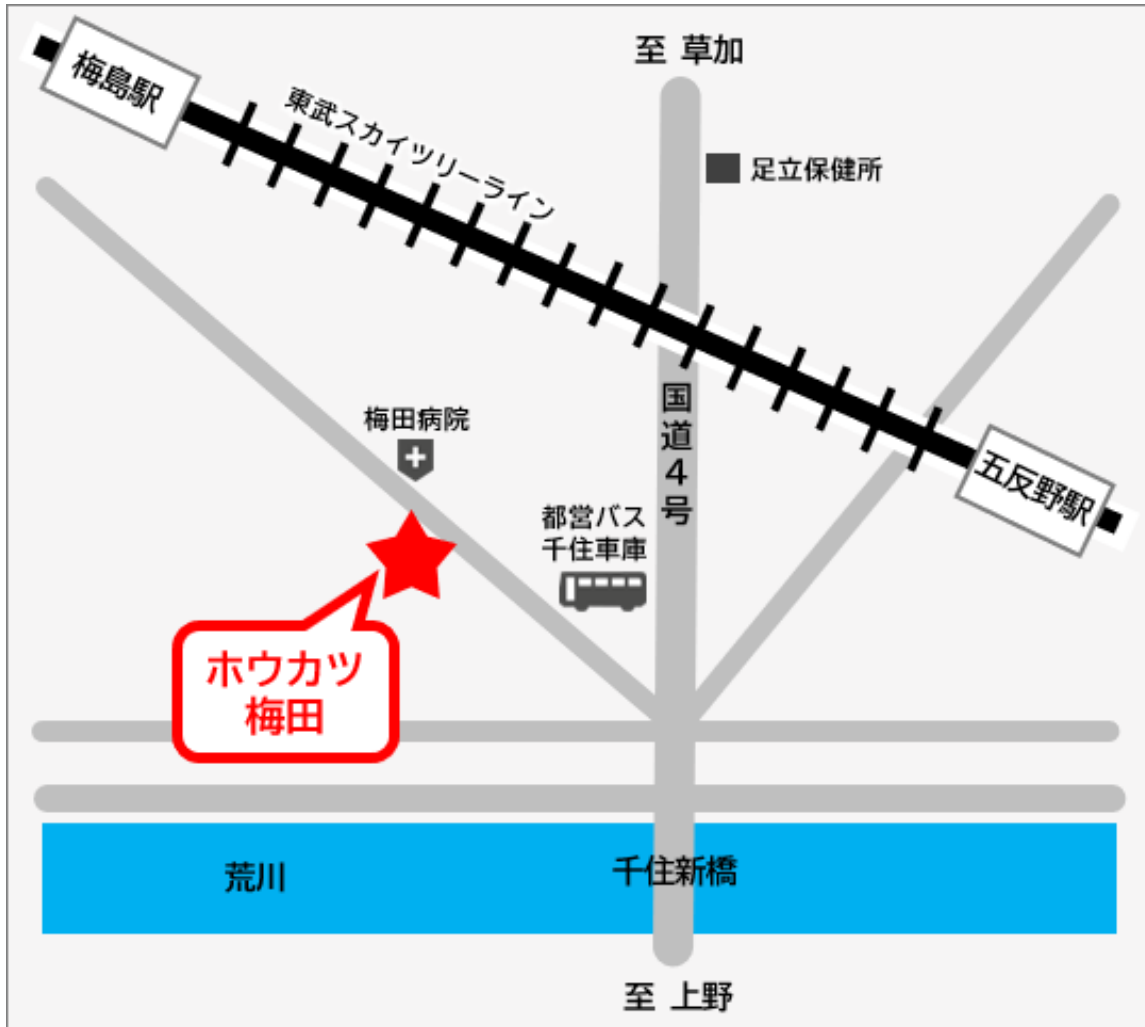 至 草加
梅島駅
東武スカイツリーライン
足立保健所
国道4号
梅田病院
五反野駅
都営バス
千住車庫
ホウカツ
梅田
荒川
千住新橋
至 上野